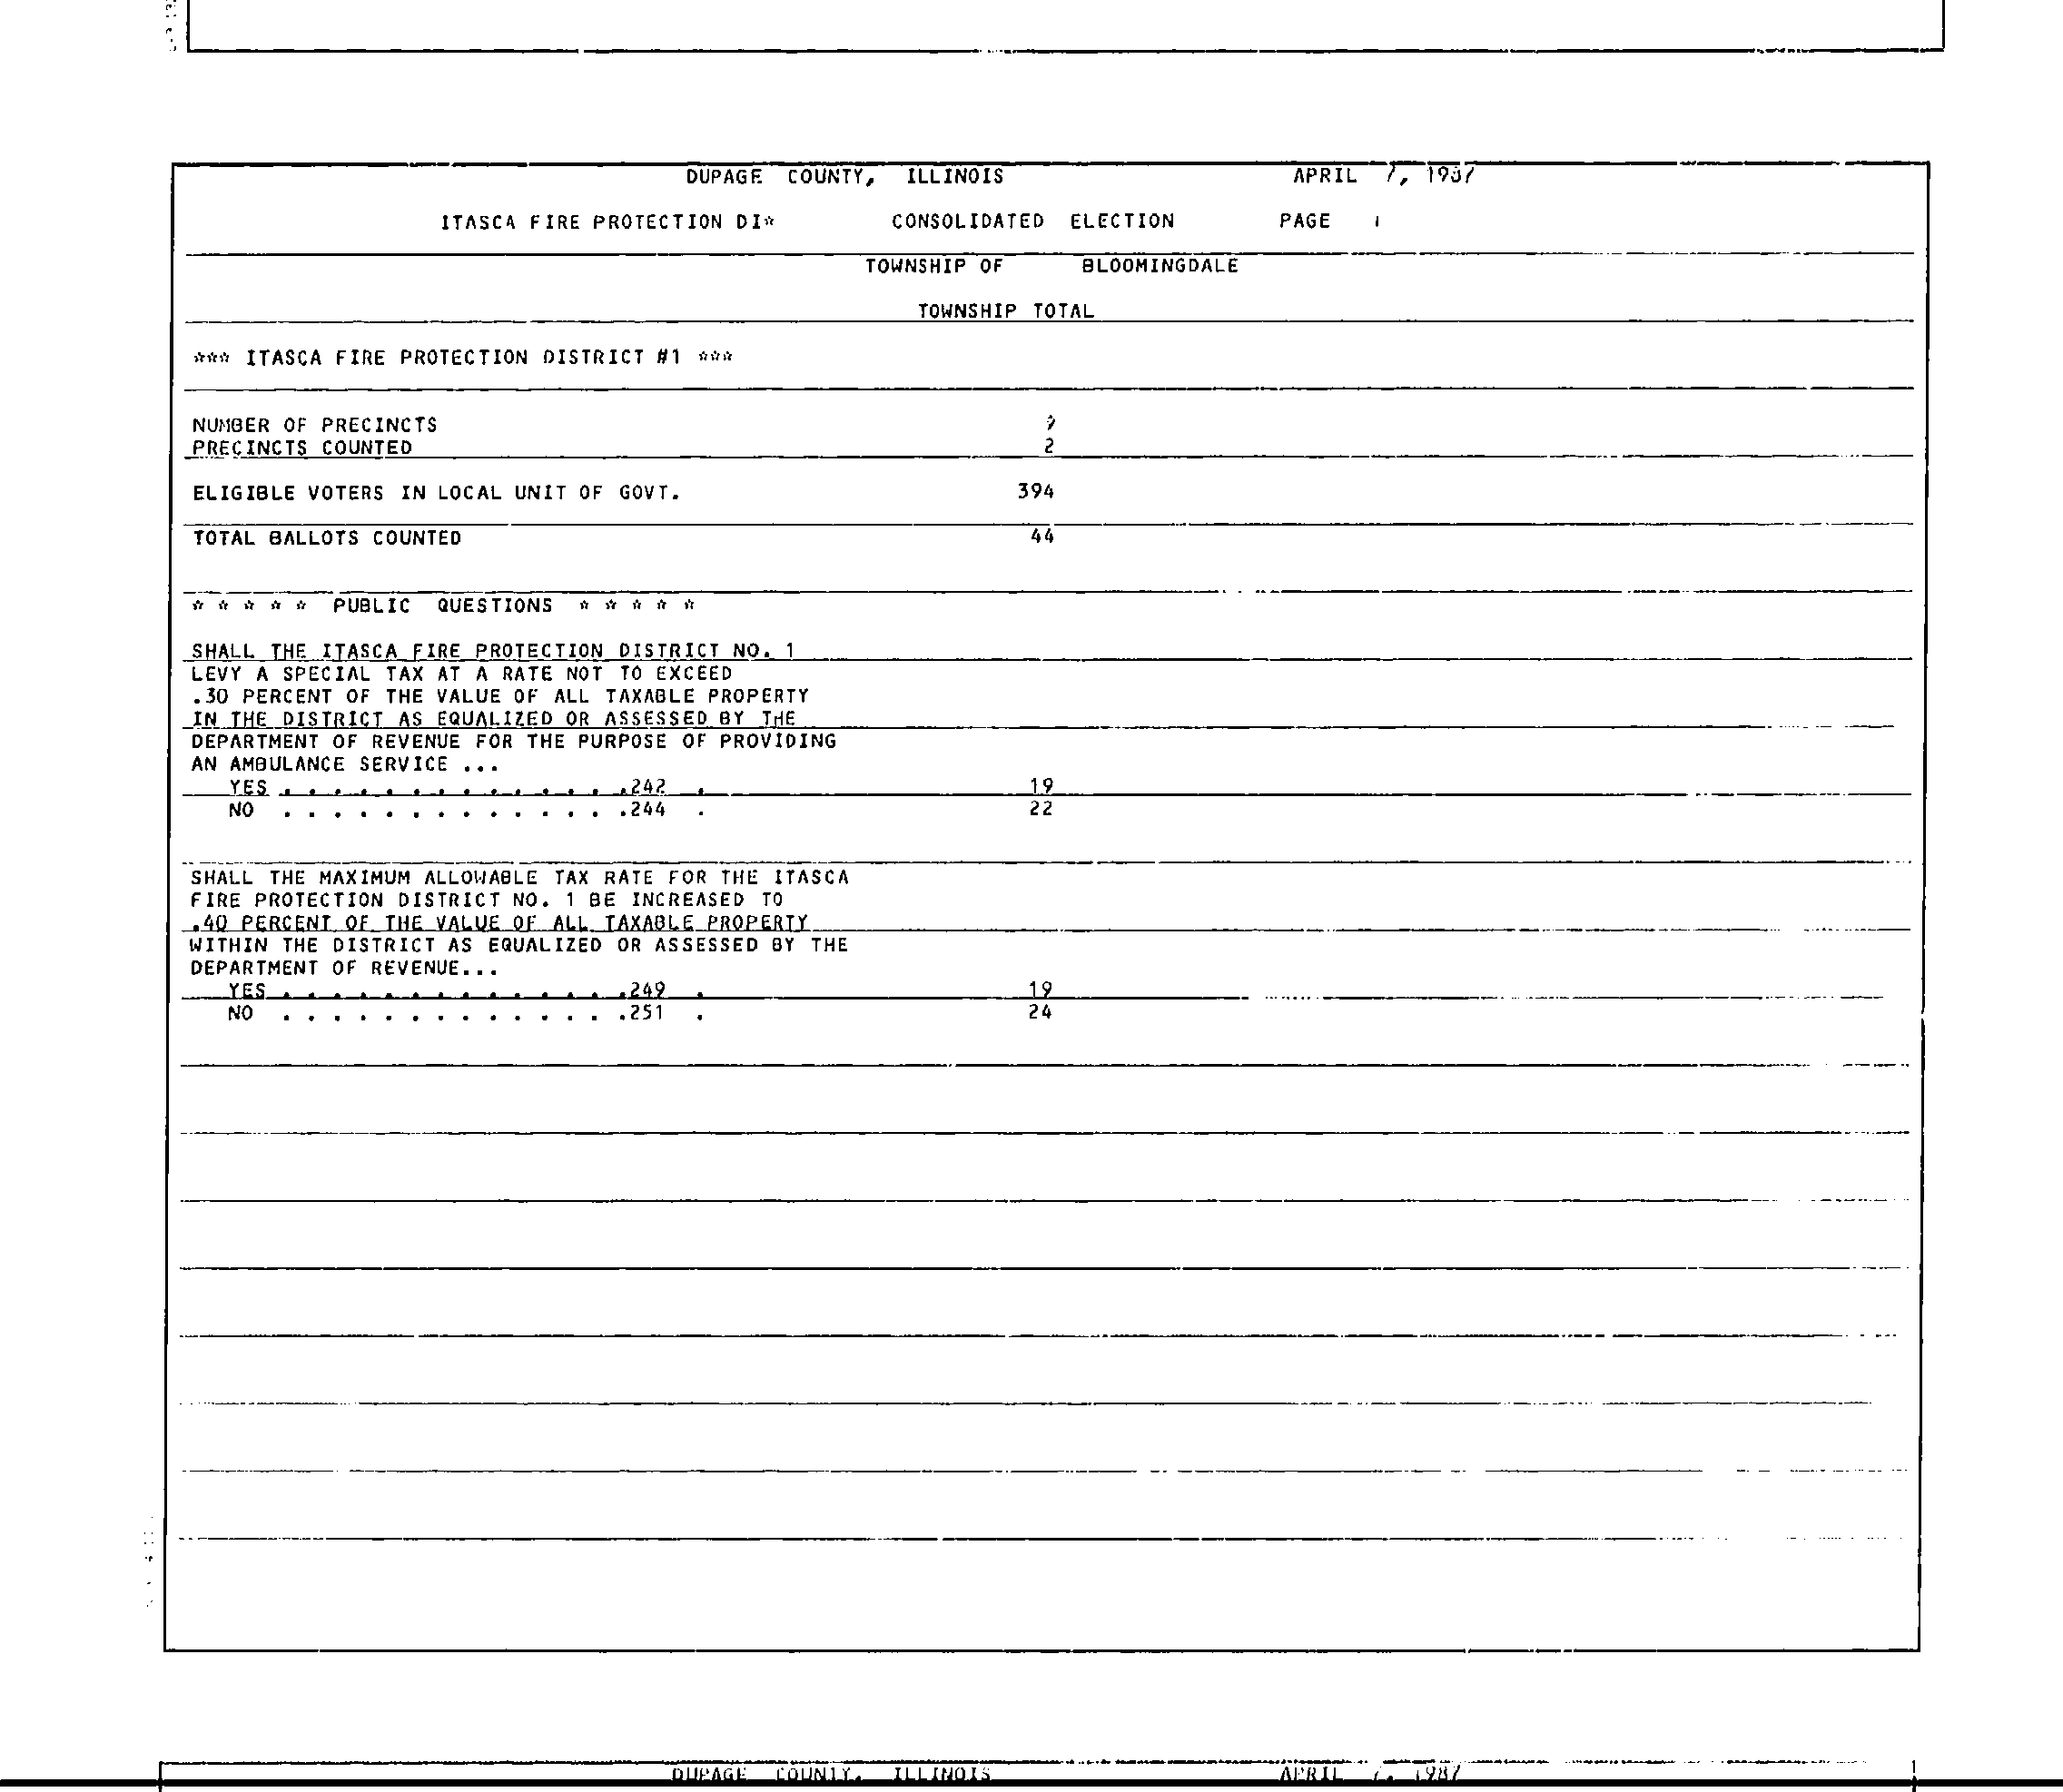 DUPAGE COUNTY, ILLINOIS APRIL 7, 1987
ITASCA FIRE PROTECTION DI* CONSOLIDATED ELECTION PAGE 1
TOWNSHIP OF BLOOMINGDALE
TOWNSHIP TOTAL
*** ITASCA FIRE PROTECTION DISTRICT #1 ***
NUMBER OF PRECINCTS 2
PRECINCTS COUNTED 2
ELIGIBLE VOTERS IN LOCAL UNIT OF GOVT. 394
TOTAL BALLOTS COUNTED 44
* * * * * PUBLIC QUESTIONS * * * * *
SHALL THE ITASCA FIRE PROTECTION DISTRICT NO. 1
LEVY A SPECIAL TAX AT A RATE NOT TO EXCEED
.30 PERCENT OF THE VALUE OF ALL TAXABLE PROPERTY
IN THE DISTRICT AS EQUALIZED OR ASSESSED BY THE
DEPARTMENT OF REVENUE FOR THE PURPOSE OF PROVIDING
AN AMBULANCE SERVICE ...
YES . . . . . . . . . . . . . .242 . 19
NO . . . . . . . . . . . . . .244 . 22
SHALL THE MAXIMUM ALLOWABLE TAX RATE FOR THE ITASCA
FIRE PROTECTION DISTRICT NO. 1 BE INCREASED TO
.40 PERCENT OF THE VALUE OF ALL TAXABLE PROPERTY
WITHIN THE DISTRICT AS EQUALIZED OR ASSESSED BY THE
DEPARTMENT OF REVENUE...
YES . . . . . . . . . . . . . .249 . 19
NO . . . . . . . . . . . . . .251 . 24
DUPAGE COUNTY, ILLINOIS APRIL 7, 1987